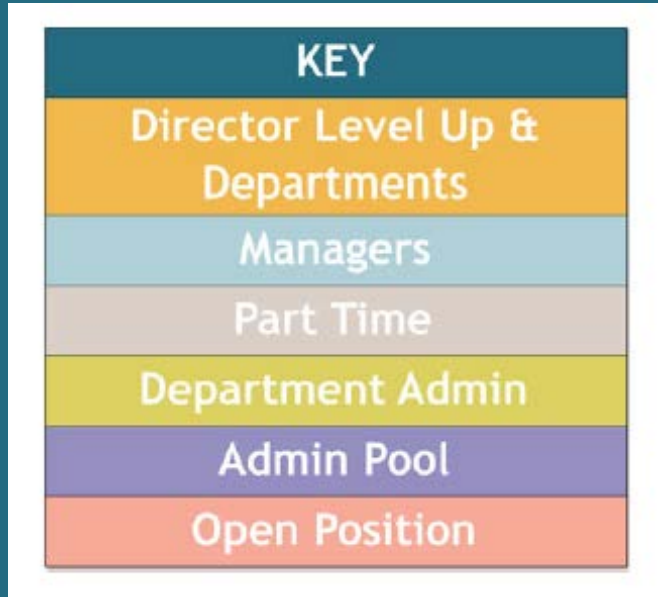 KEY
Director Level Up &
Departments
Managers
Part Time
Department Admin
Admin Pool
Open Position